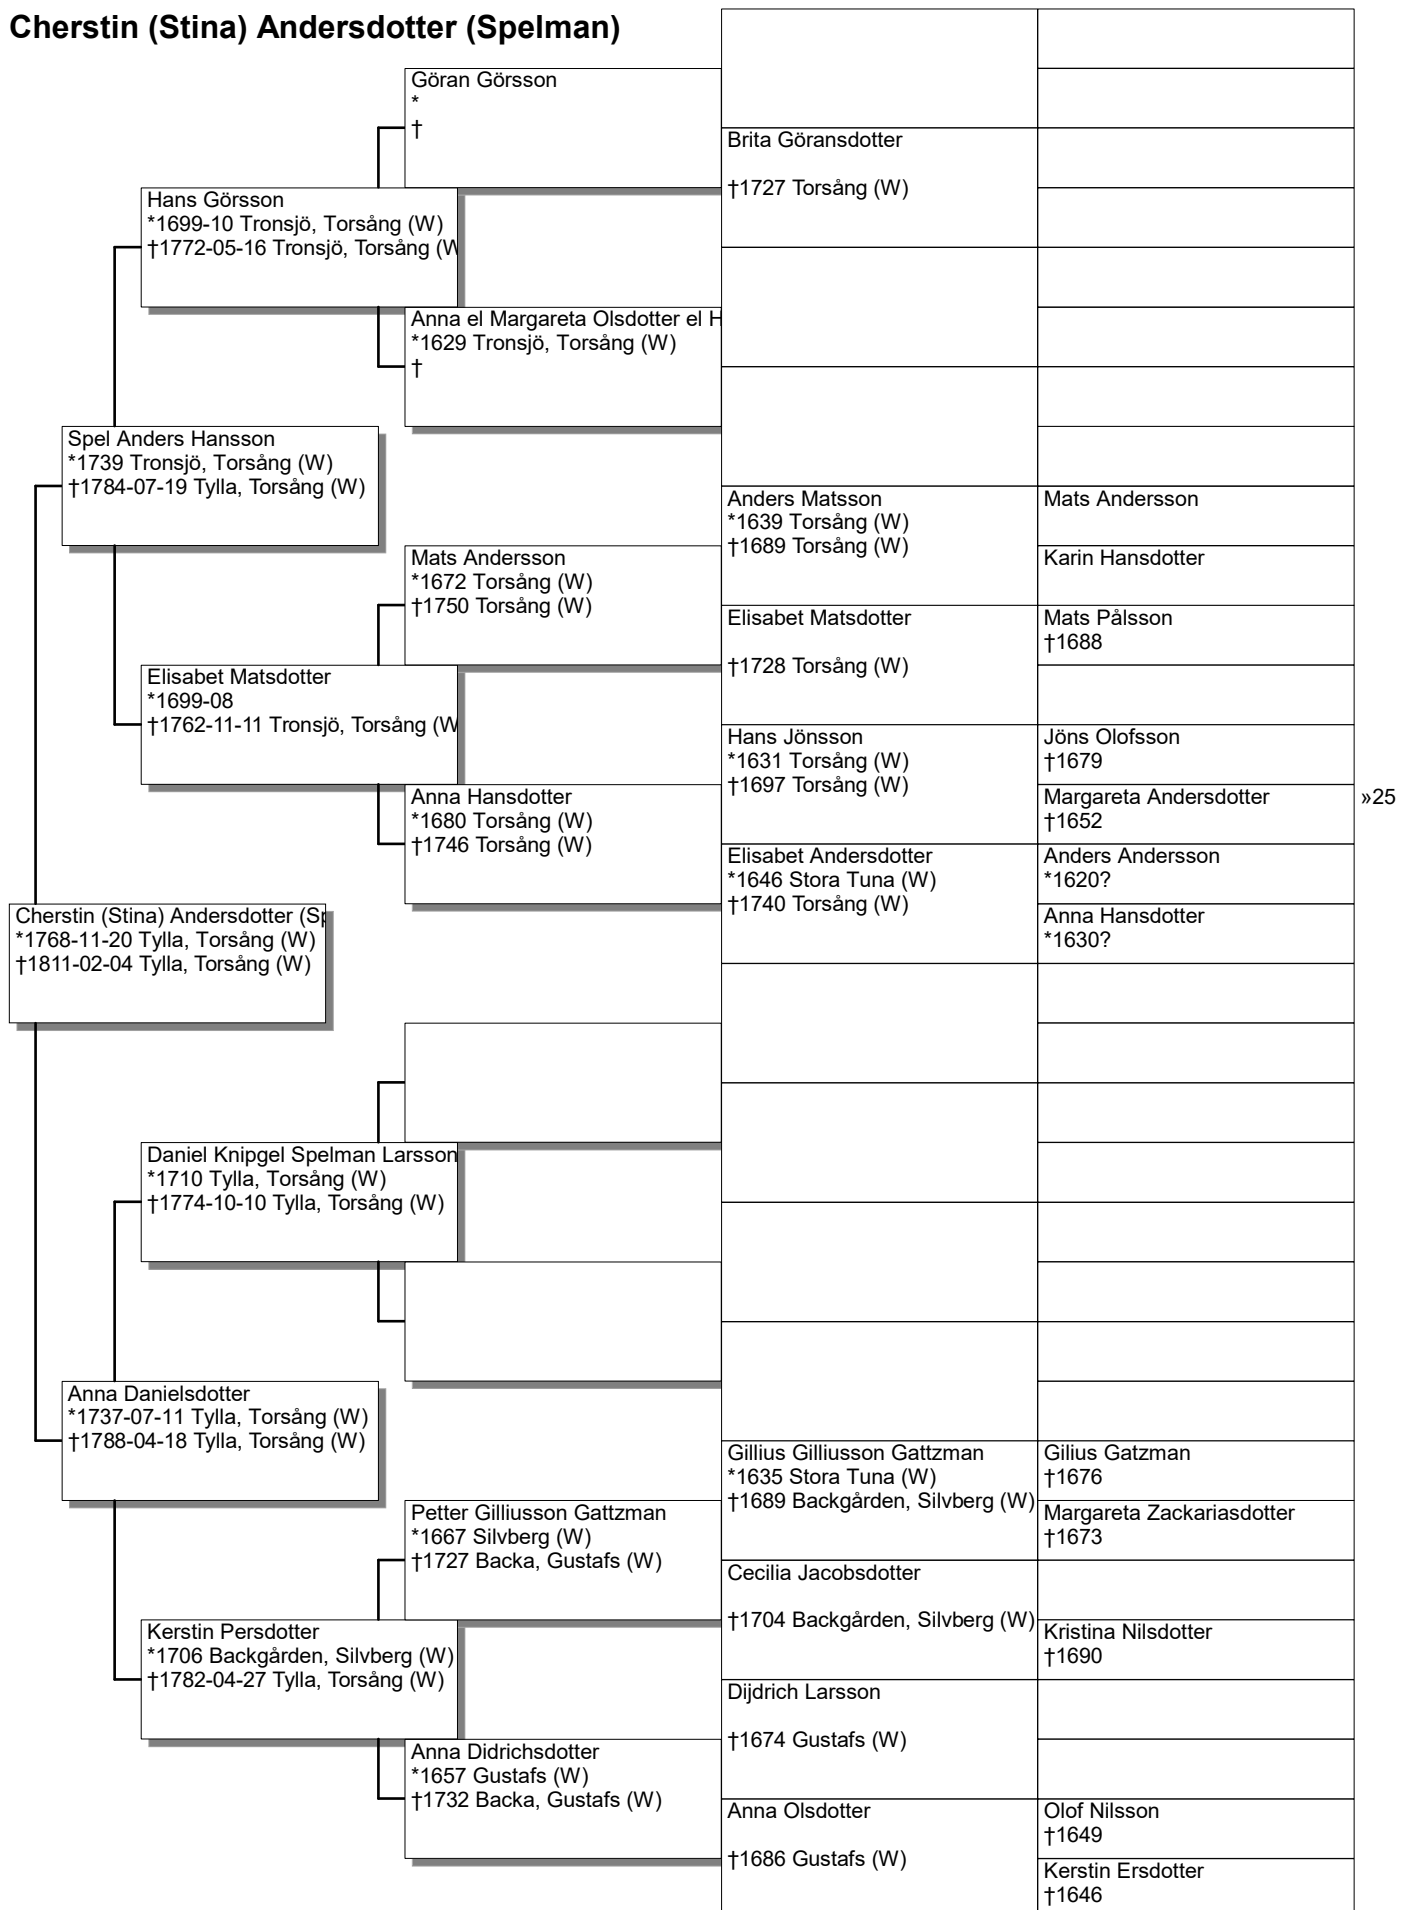 Cherstin (Stina) Andersdotter (Spelman)
Göran Görsson
*
†
Brita Göransdotter
†1727 Torsång (W)
Hans Görsson
*1699-10 Tronsjö, Torsång (W)
†1772-05-16 Tronsjö, Torsång (W
Anna el Margareta Olsdotter el H
*1629 Tronsjö, Torsång (W)
†
Spel Anders Hansson
*1739 Tronsjö, Torsång (W)
†1784-07-19 Tylla, Torsång (W)
Anders Matsson
*1639 Torsång (W)
†1689 Torsång (W)
Mats Andersson
Karin Hansdotter
Mats Andersson
*1672 Torsång (W)
†1750 Torsång (W)
Elisabet Matsdotter
†1728 Torsång (W)
Mats Pålsson
†1688
Elisabet Matsdotter
*1699-08
†1762-11-11 Tronsjö, Torsång (W
Hans Jönsson
*1631 Torsång (W)
†1697 Torsång (W)
Jöns Olofsson
†1679
Margareta Andersdotter
†1652
»25
Anna Hansdotter
*1680 Torsång (W)
†1746 Torsång (W)
Elisabet Andersdotter
*1646 Stora Tuna (W)
†1740 Torsång (W)
Anders Andersson
*1620?
Anna Hansdotter
*1630?
Cherstin (Stina) Andersdotter (Sp
*1768-11-20 Tylla, Torsång (W)
†1811-02-04 Tylla, Torsång (W)
Daniel Knipgel Spelman Larsson
*1710 Tylla, Torsång (W)
†1774-10-10 Tylla, Torsång (W)
Anna Danielsdotter
*1737-07-11 Tylla, Torsång (W)
†1788-04-18 Tylla, Torsång (W)
Gillius Gilliusson Gattzman
*1635 Stora Tuna (W)
†1689 Backgården, Silvberg (W)
Gilius Gatzman
†1676
Margareta Zackariasdotter
†1673
Petter Gilliusson Gattzman
*1667 Silvberg (W)
†1727 Backa, Gustafs (W)
Cecilia Jacobsdotter
†1704 Backgården, Silvberg (W)
Kristina Nilsdotter
†1690
Kerstin Persdotter
*1706 Backgården, Silvberg (W)
†1782-04-27 Tylla, Torsång (W)
Dijdrich Larsson
†1674 Gustafs (W)
Anna Didrichsdotter
*1657 Gustafs (W)
†1732 Backa, Gustafs (W)
Anna Olsdotter
†1686 Gustafs (W)
Olof Nilsson
†1649
Kerstin Ersdotter
†1646